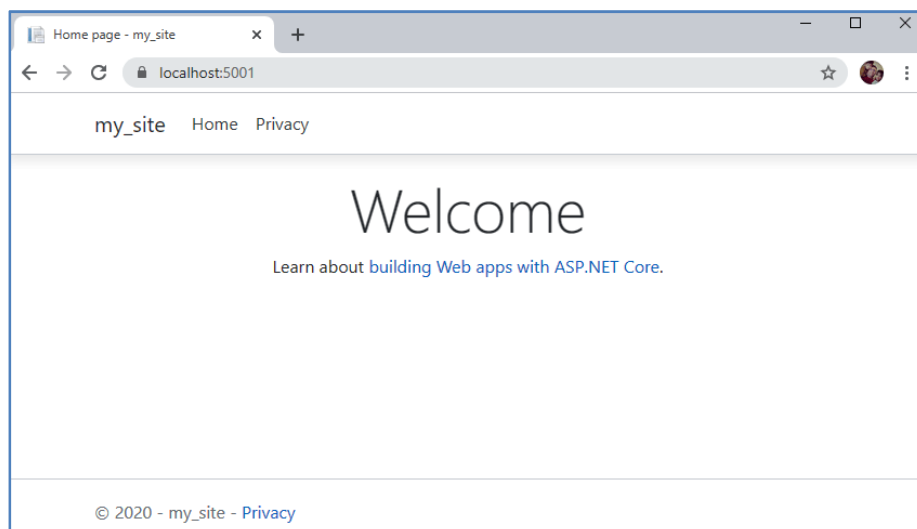 Home page - my_site
localhost:5001
my_site Home Privacy
Welcome
Learn about building Web apps with ASP.NET Core.
© 2020 - my_site - Privacy